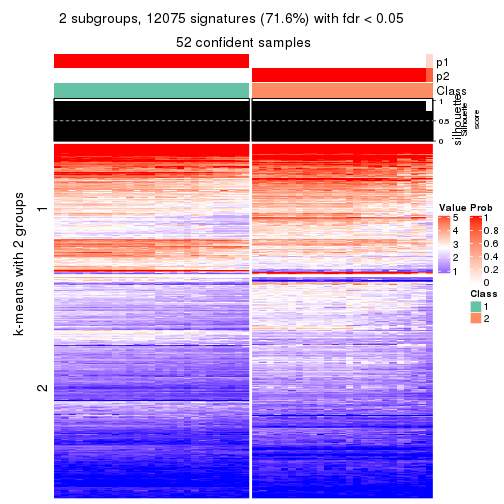 2 subgroups, 12075 signatures (71.6%) with fdr < 0.05
52 confident samples
p1
p2
Class
1
0.5
0
silhouette
Silhouette
score
k-means with 2 groups
1
2
Value
5
4
3
2
1
Prob
1
0.8
0.6
0.4
0.2
0
Class
1
2